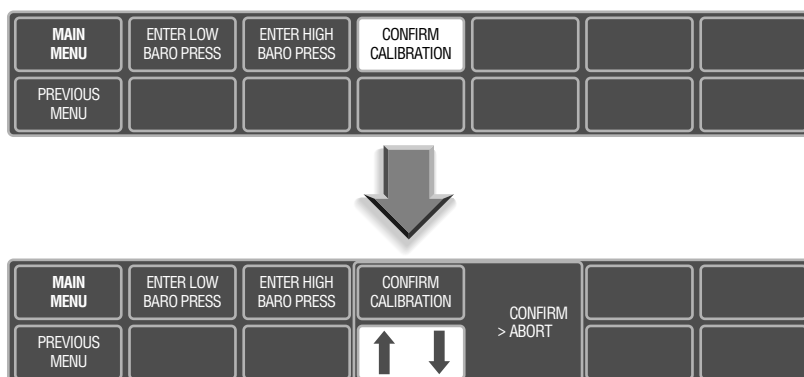 MAIN
MENU
ENTER LOW
BARO PRESS
ENTER HIGH
BARO PRESS
CONFIRM
CALIBRATION
PREVIOUS
MENU
MAIN
MENU
ENTER LOW
BARO PRESS
ENTER HIGH
BARO PRESS
CONFIRM
CALIBRATION
CONFIRM
> ABORT
PREVIOUS
MENU